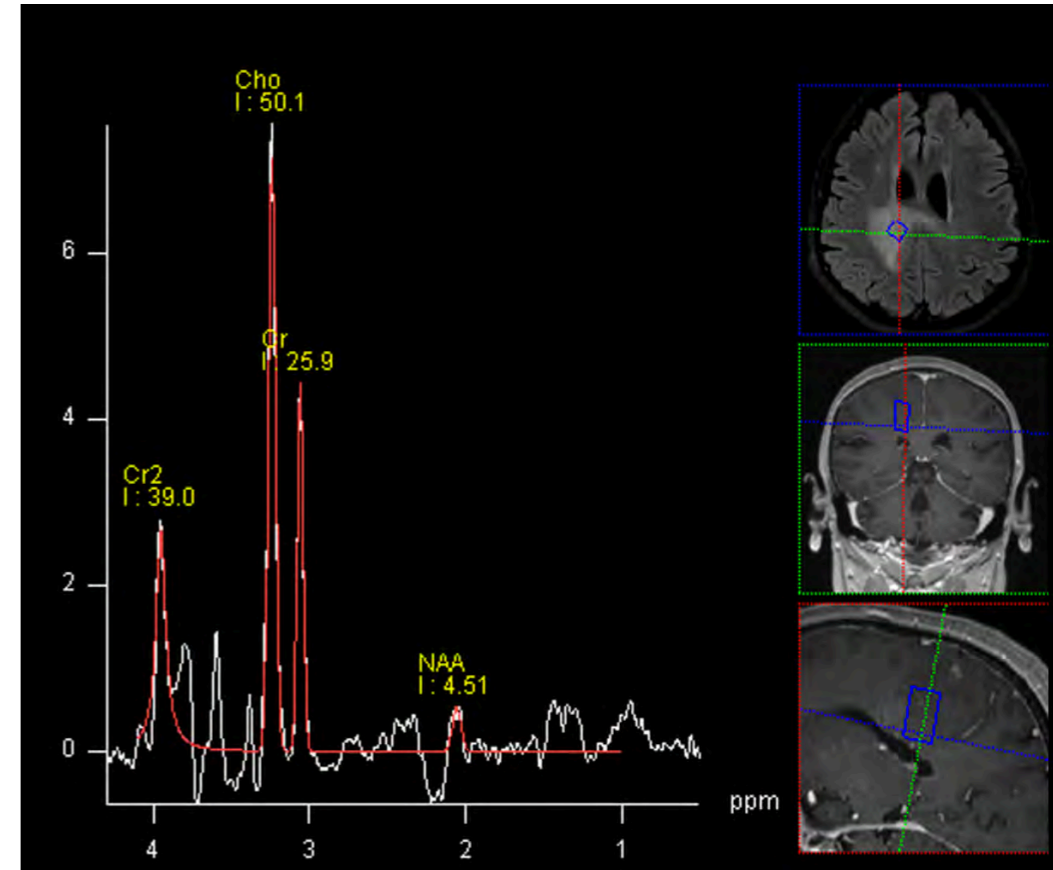 Cho
I : 50.1
6
Cr
I : 25.9
4
Cr2
I : 39.0
2
NAA
I : 4.51
0
ppm
4 3 2 1